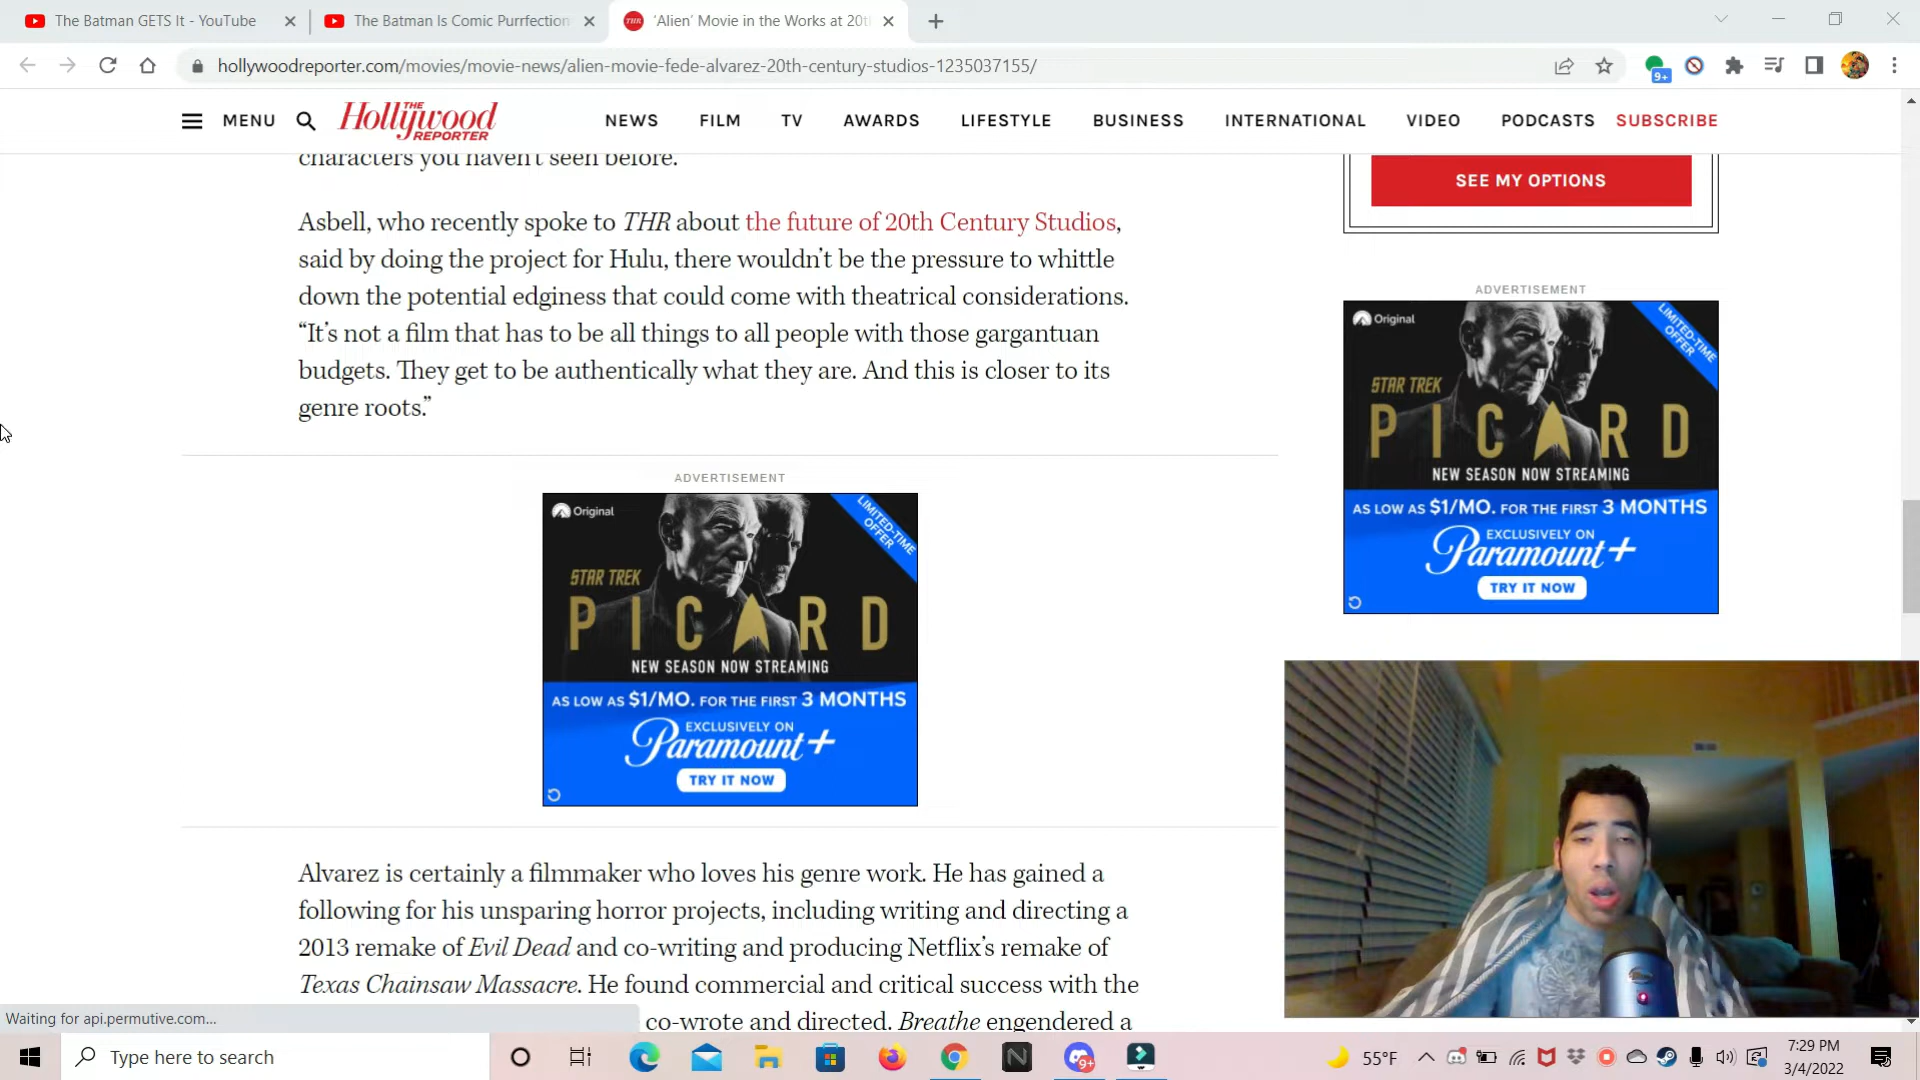 The Batman GETS It - YouTube
The Batman Is Comic Purrfection
'Alien' Movie in the Works at 20th
hollywoodreporter.com/movies/movie-news/alien-movie-fede-alvarez-20th-century-studios-1235037155/
9+
MENU
THE
Hollywood
REPORTER
NEWS FILM TV AWARDS LIFESTYLE BUSINESS INTERNATIONAL VIDEO PODCASTS SUBSCRIBE
characters you haven't seen before.
Asbell, who recently spoke to THR about the future of 20th Century Studios,
said by doing the project for Hulu, there wouldn't be the pressure to whittle
down the potential edginess that could come with theatrical considerations.
“It's not a film that has to be all things to all people with those gargantuan
budgets. They get to be authentically what they are. And this is closer to its
genre roots.”
SEE MY OPTIONS
ADVERTISEMENT
Original
LIMITED-TIME
OFFER
STAR TREK
PICARD
NEW SEASON NOW STREAMING
AS LOW AS $1/MO. FOR THE FIRST 3 MONTHS
EXCLUSIVELY ON
Paramount+
TRY IT NOW
ADVERTISEMENT
Original
LIMITED-TIME
OFFER
STAR TREK
PICARD
NEW SEASON NOW STREAMING
AS LOW AS $1/MO. FOR THE FIRST 3 MONTHS
EXCLUSIVELY ON
Paramount+
TRY IT NOW
Alvarez is certainly a filmmaker who loves his genre work. He has gained a
following for his unsparing horror projects, including writing and directing a
2013 remake of Evil Dead and co-writing and producing Netflix's remake of
Texas Chainsaw Massacre. He found commercial and critical success with the
co-wrote and directed. Breathe engendered a
Waiting for api.permutive.com...
Type here to search
9+
55°F
7:29 PM
3/4/2022